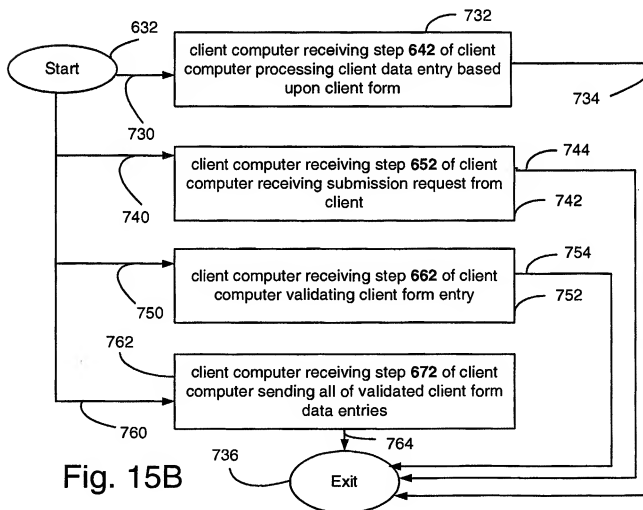 632
Start
732
client computer receiving step 642 of client
computer processing client data entry based
upon client form
730
734
client computer receiving step 652 of client
computer receiving submission request from
client
744
740
742
client computer receiving step 662 of client
computer validating client form entry
754
750
752
762
client computer receiving step 672 of client
computer sending all of validated client form
data entries
760
764
736
Exit
Fig. 15B